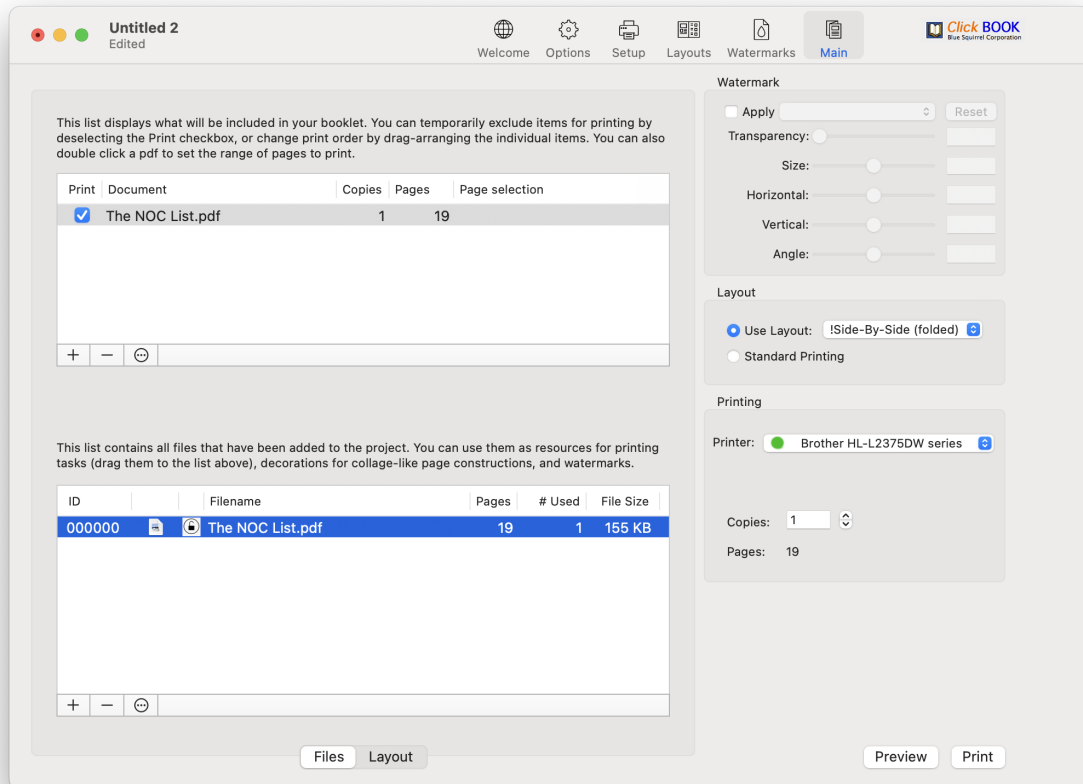 Untitled 2
Edited
Welcome
Options
Setup
Layouts
Watermarks
Main
Click BOOK
Blue Squirrel Corporation
This list displays what will be included in your booklet. You can temporarily exclude items for printing by
deselecting the Print checkbox, or change print order by drag-arranging the individual items. You can also
double click a pdf to set the range of pages to print.
Print Document Copies Pages Page selection
The NOC List.pdf 1 19
This list contains all files that have been added to the project. You can use them as resources for printing
tasks (drag them to the list above), decorations for collage-like page constructions, and watermarks.
ID Filename Pages # Used File Size
000000 The NOC List.pdf 19 1 155 KB
Files Layout
Watermark
Apply Reset
Transparency:
Size:
Horizontal:
Vertical:
Angle:
Layout
Use Layout: !Side-By-Side (folded)
Standard Printing
Printing
Printer: Brother HL-L2375DW series
Copies: 1
Pages: 19
Preview Print